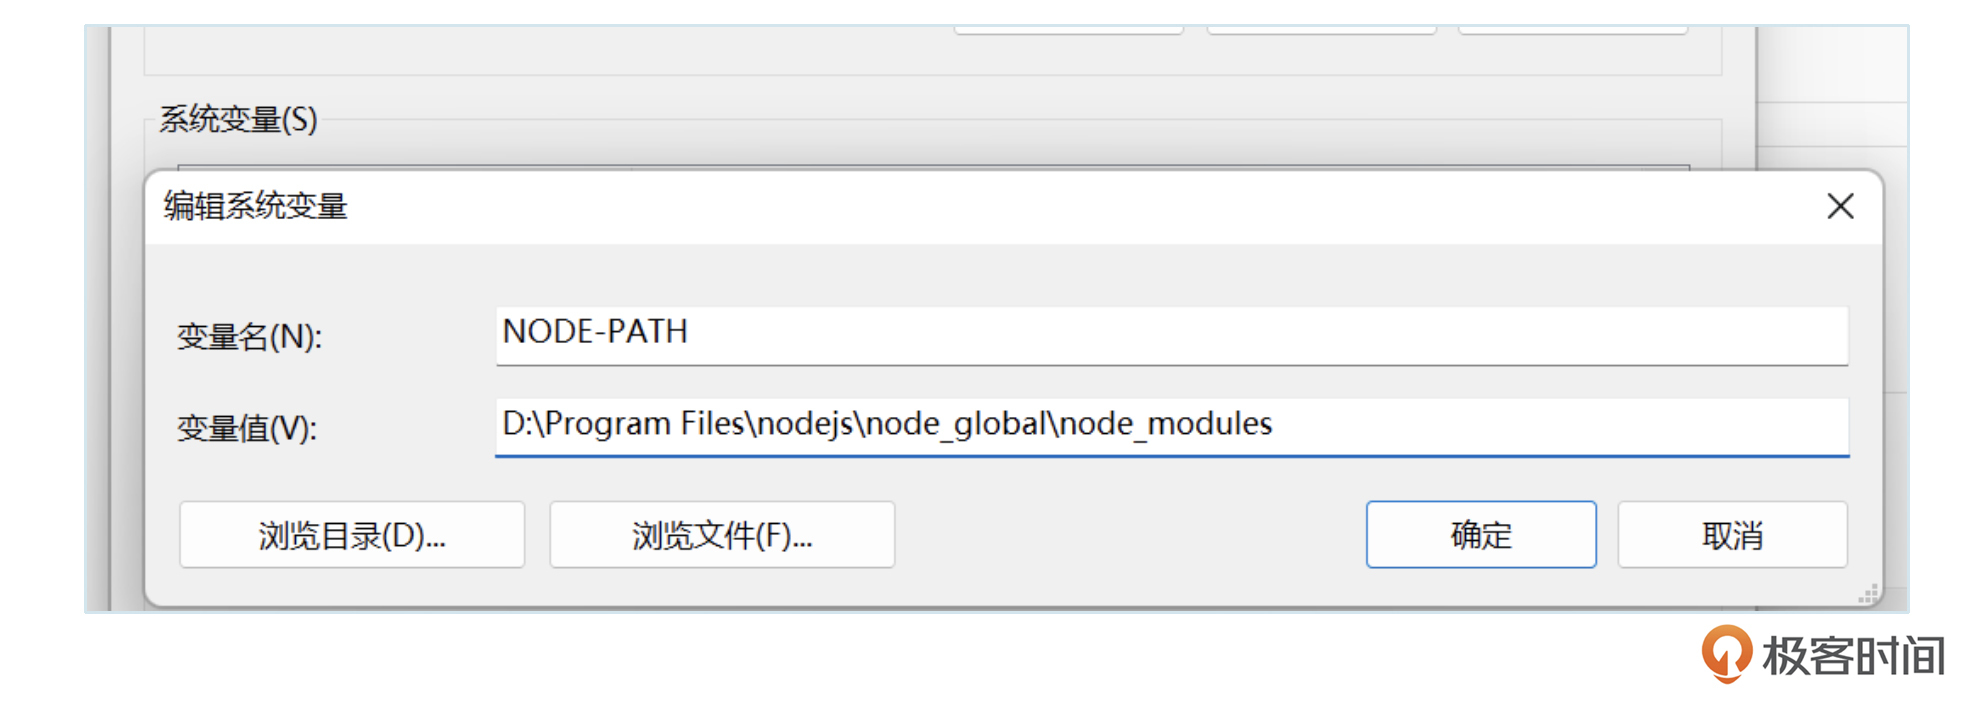 系统变量(S)
编辑系统变量
变量名(N):
NODE-PATH
变量值(V):
D:\Program Files\nodejs\node_global\node_modules
浏览目录(D)...
浏览文件(F)...
确定
取消
极客时间